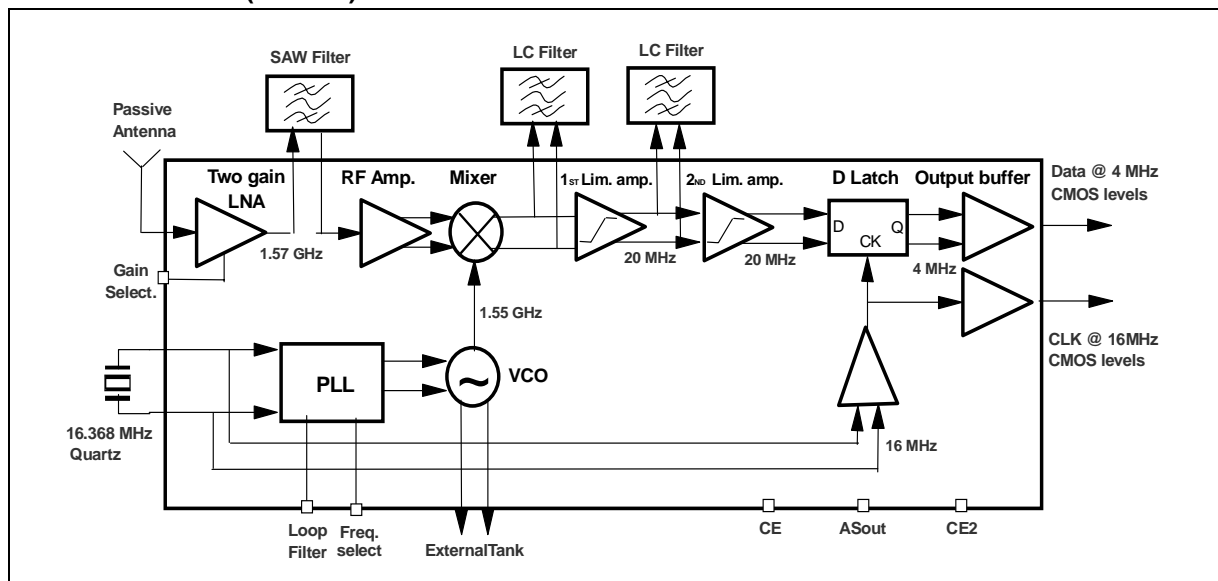 SAW Filter
LC Filter
LC Filter
Passive
Antenna
Two gain
LNA
RF Amp.
Mixer
1ST Lim. amp.
2ND Lim. amp.
D Latch
Output buffer
Data @ 4 MHz
CMOS levels
D
Q
CK
1.57 GHz
20 MHz
20 MHz
4 MHz
Gain
Select.
1.55 GHz
CLK @ 16MHz
CMOS levels
PLL
~
VCO
16.368 MHz
Quartz
16 MHz
Loop
Filter
Freq.
select
ExternalTank
CE
ASout
CE2